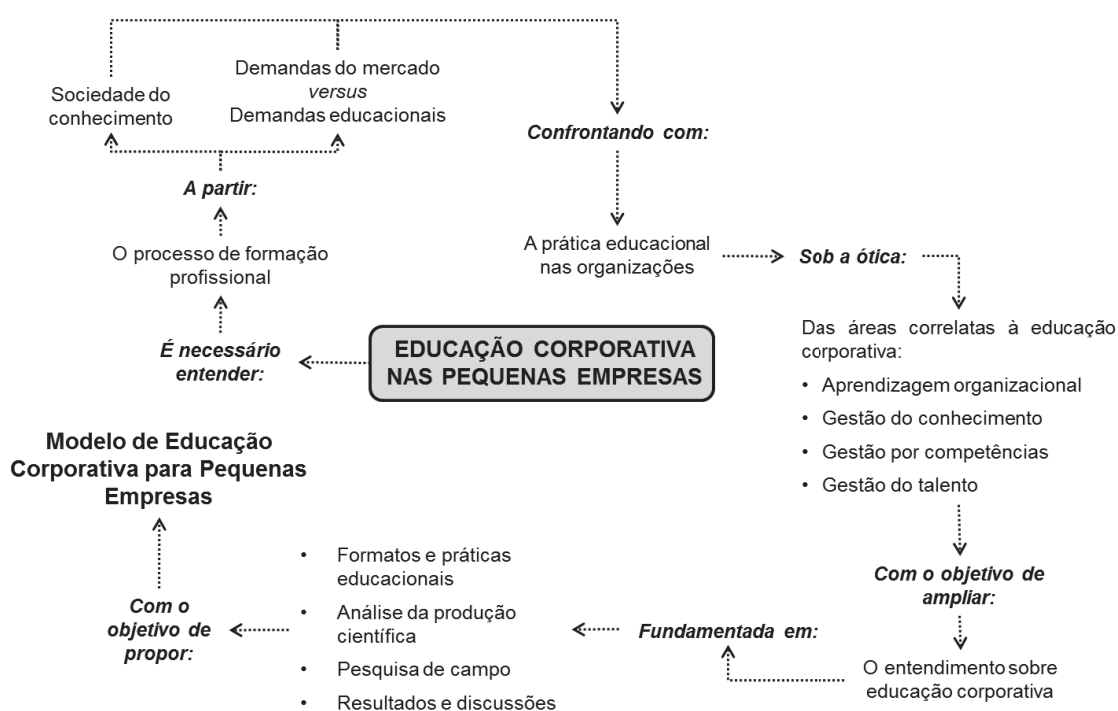 Sociedade do
conhecimento
Demandas do mercado
versus
Demandas educacionais
Confrontando com:
A partir:
O processo de formação
profissional
A prática educacional
nas organizações
Sob a ótica:
É necessário
entender:
EDUCAÇÃO CORPORATIVA
NAS PEQUENAS EMPRESAS
Das áreas correlatas à educação
corporativa:
• Aprendizagem organizacional
• Gestão do conhecimento
• Gestão por competências
• Gestão do talento
Modelo de Educação
Corporativa para Pequenas
Empresas
Com o objetivo de
ampliar:
O entendimento sobre
educação corporativa
Fundamentada em:
• Formatos e práticas
educacionais
• Análise da produção
científica
• Pesquisa de campo
• Resultados e discussões
Com o
objetivo de
propor: